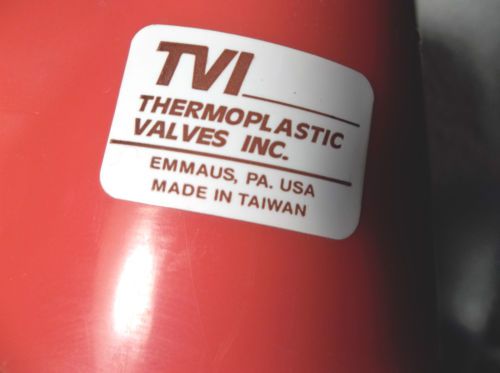 TVI
THERMOPLASTIC
VALVES INC.
EMMAUS, PA. USA
MADE IN TAIWAN